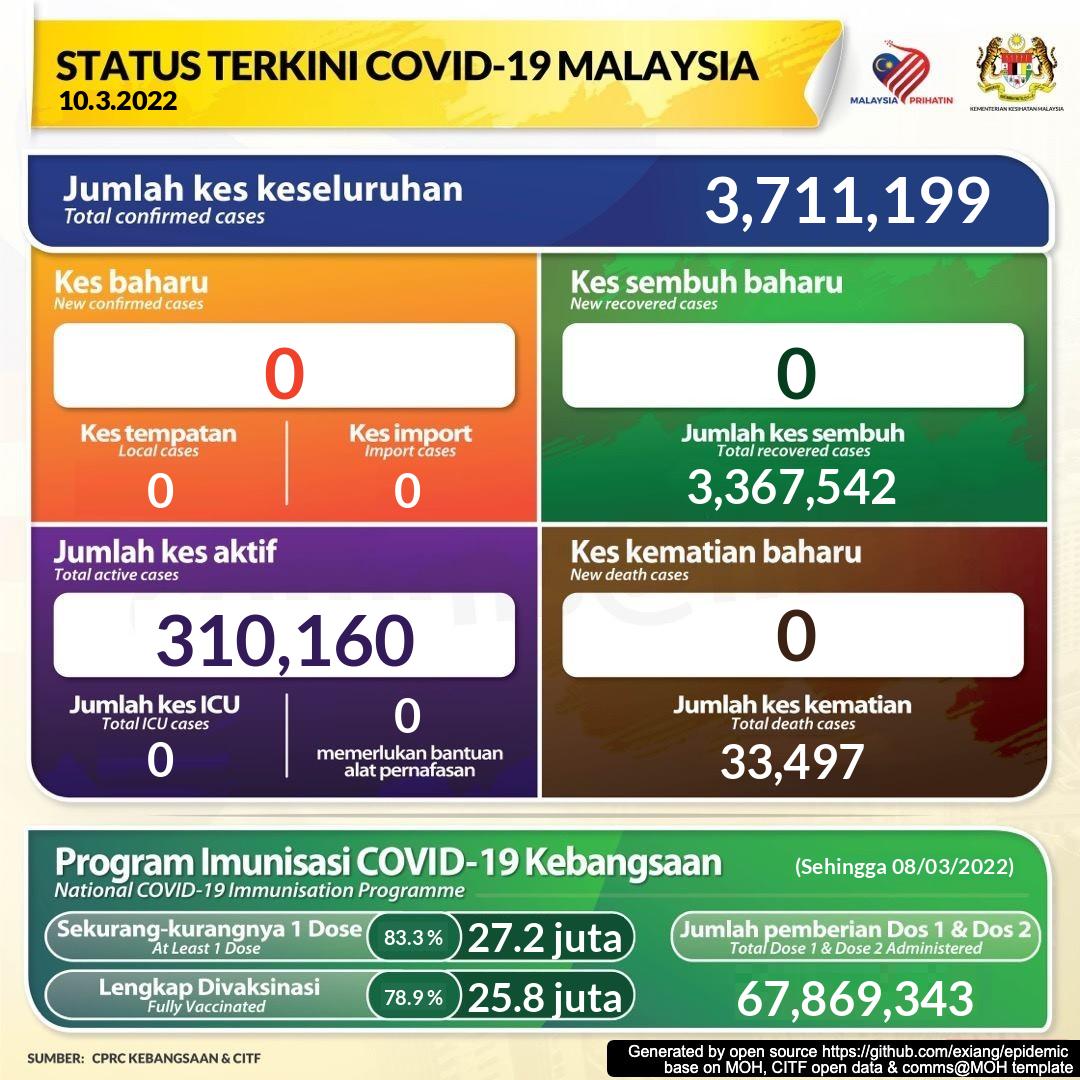 STATUS TERKINI COVID-19 MALAYSIA
10.3.2022
MALAYSIA PRIHATIN
KEMENTERIAN KESIHATAN MALAYSIA
Jumlah kes keseluruhan
Total confirmed cases
3,711,199
Kes baharu
New confirmed cases
0
Kes tempatan
Local cases
0
Kes import
Import cases
0
Kes sembuh baharu
New recovered cases
0
Jumlah kes sembuh
Total recovered cases
3,367,542
Jumlah kes aktif
Total active cases
310,160
Jumlah kes ICU
Total ICU cases
0
0
memerlukan bantuan
alat pernafasan
Kes kematian baharu
New death cases
0
Jumlah kes kematian
Total death cases
33,497
Program Imunisasi COVID-19 Kebangsaan
National COVID-19 Immunisation Programme
(Sehingga 08/03/2022)
Sekurang-kurangnya 1 Dose
At Least 1 Dose
83.3 %
27.2 juta
Lengkap Divaksinasi
Fully Vaccinated
78.9 %
25.8 juta
Jumlah pemberian Dos 1 & Dos 2
Total Dose 1 & Dose 2 Administered
67,869,343
SUMBER: CPRC KEBANGSAAN & CITF
Generated by open source https://github.com/exiang/epidemic
base on MOH, CITF open data & comms@MOH template